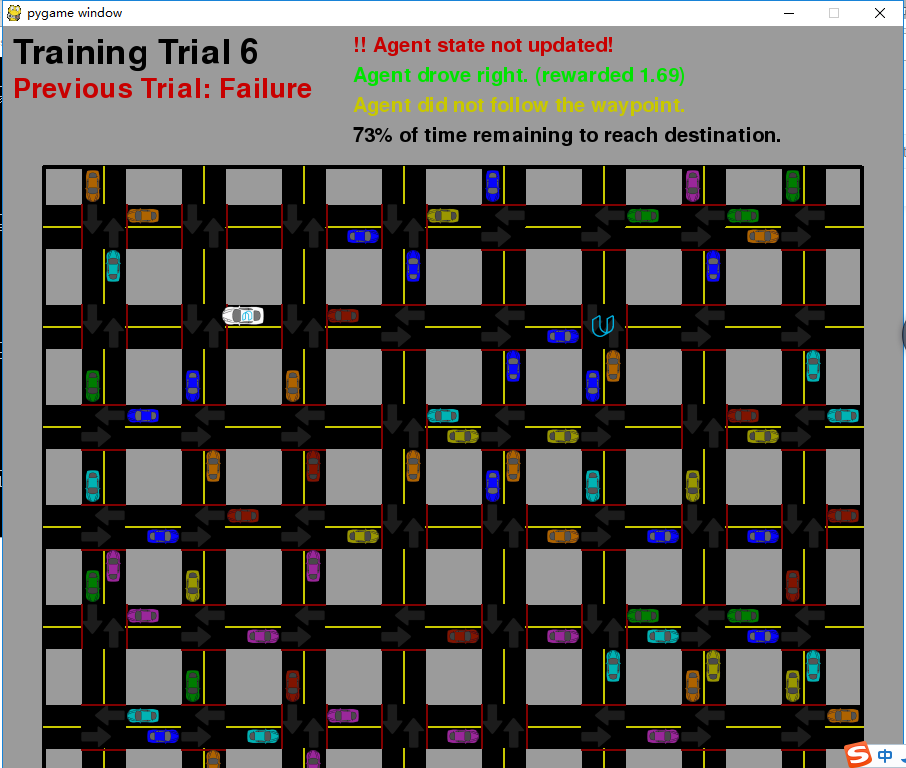 pygame window
Training Trial 6
Previous Trial: Failure
!! Agent state not updated!
Agent drove right. (rewarded 1.69)
Agent did not follow the waypoint.
73% of time remaining to reach destination.
S 中